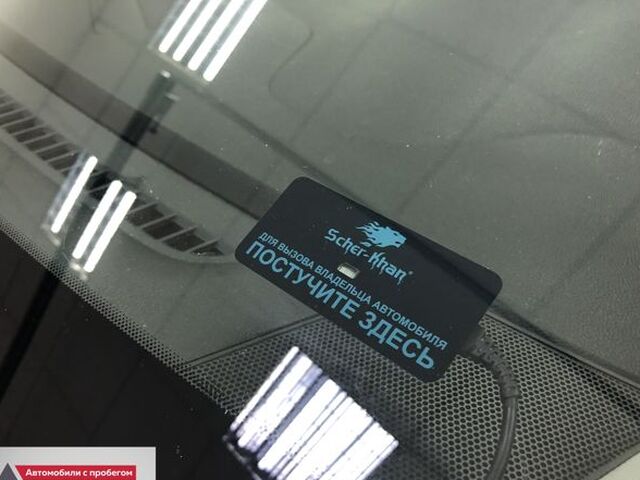 Scher-Khan®
ДЛЯ ВЫЗОВА ВЛАДЕЛЬЦА АВТОМОБИЛЯ
ПОСТУЧИТЕ ЗДЕСЬ
Автомобили с пробегом